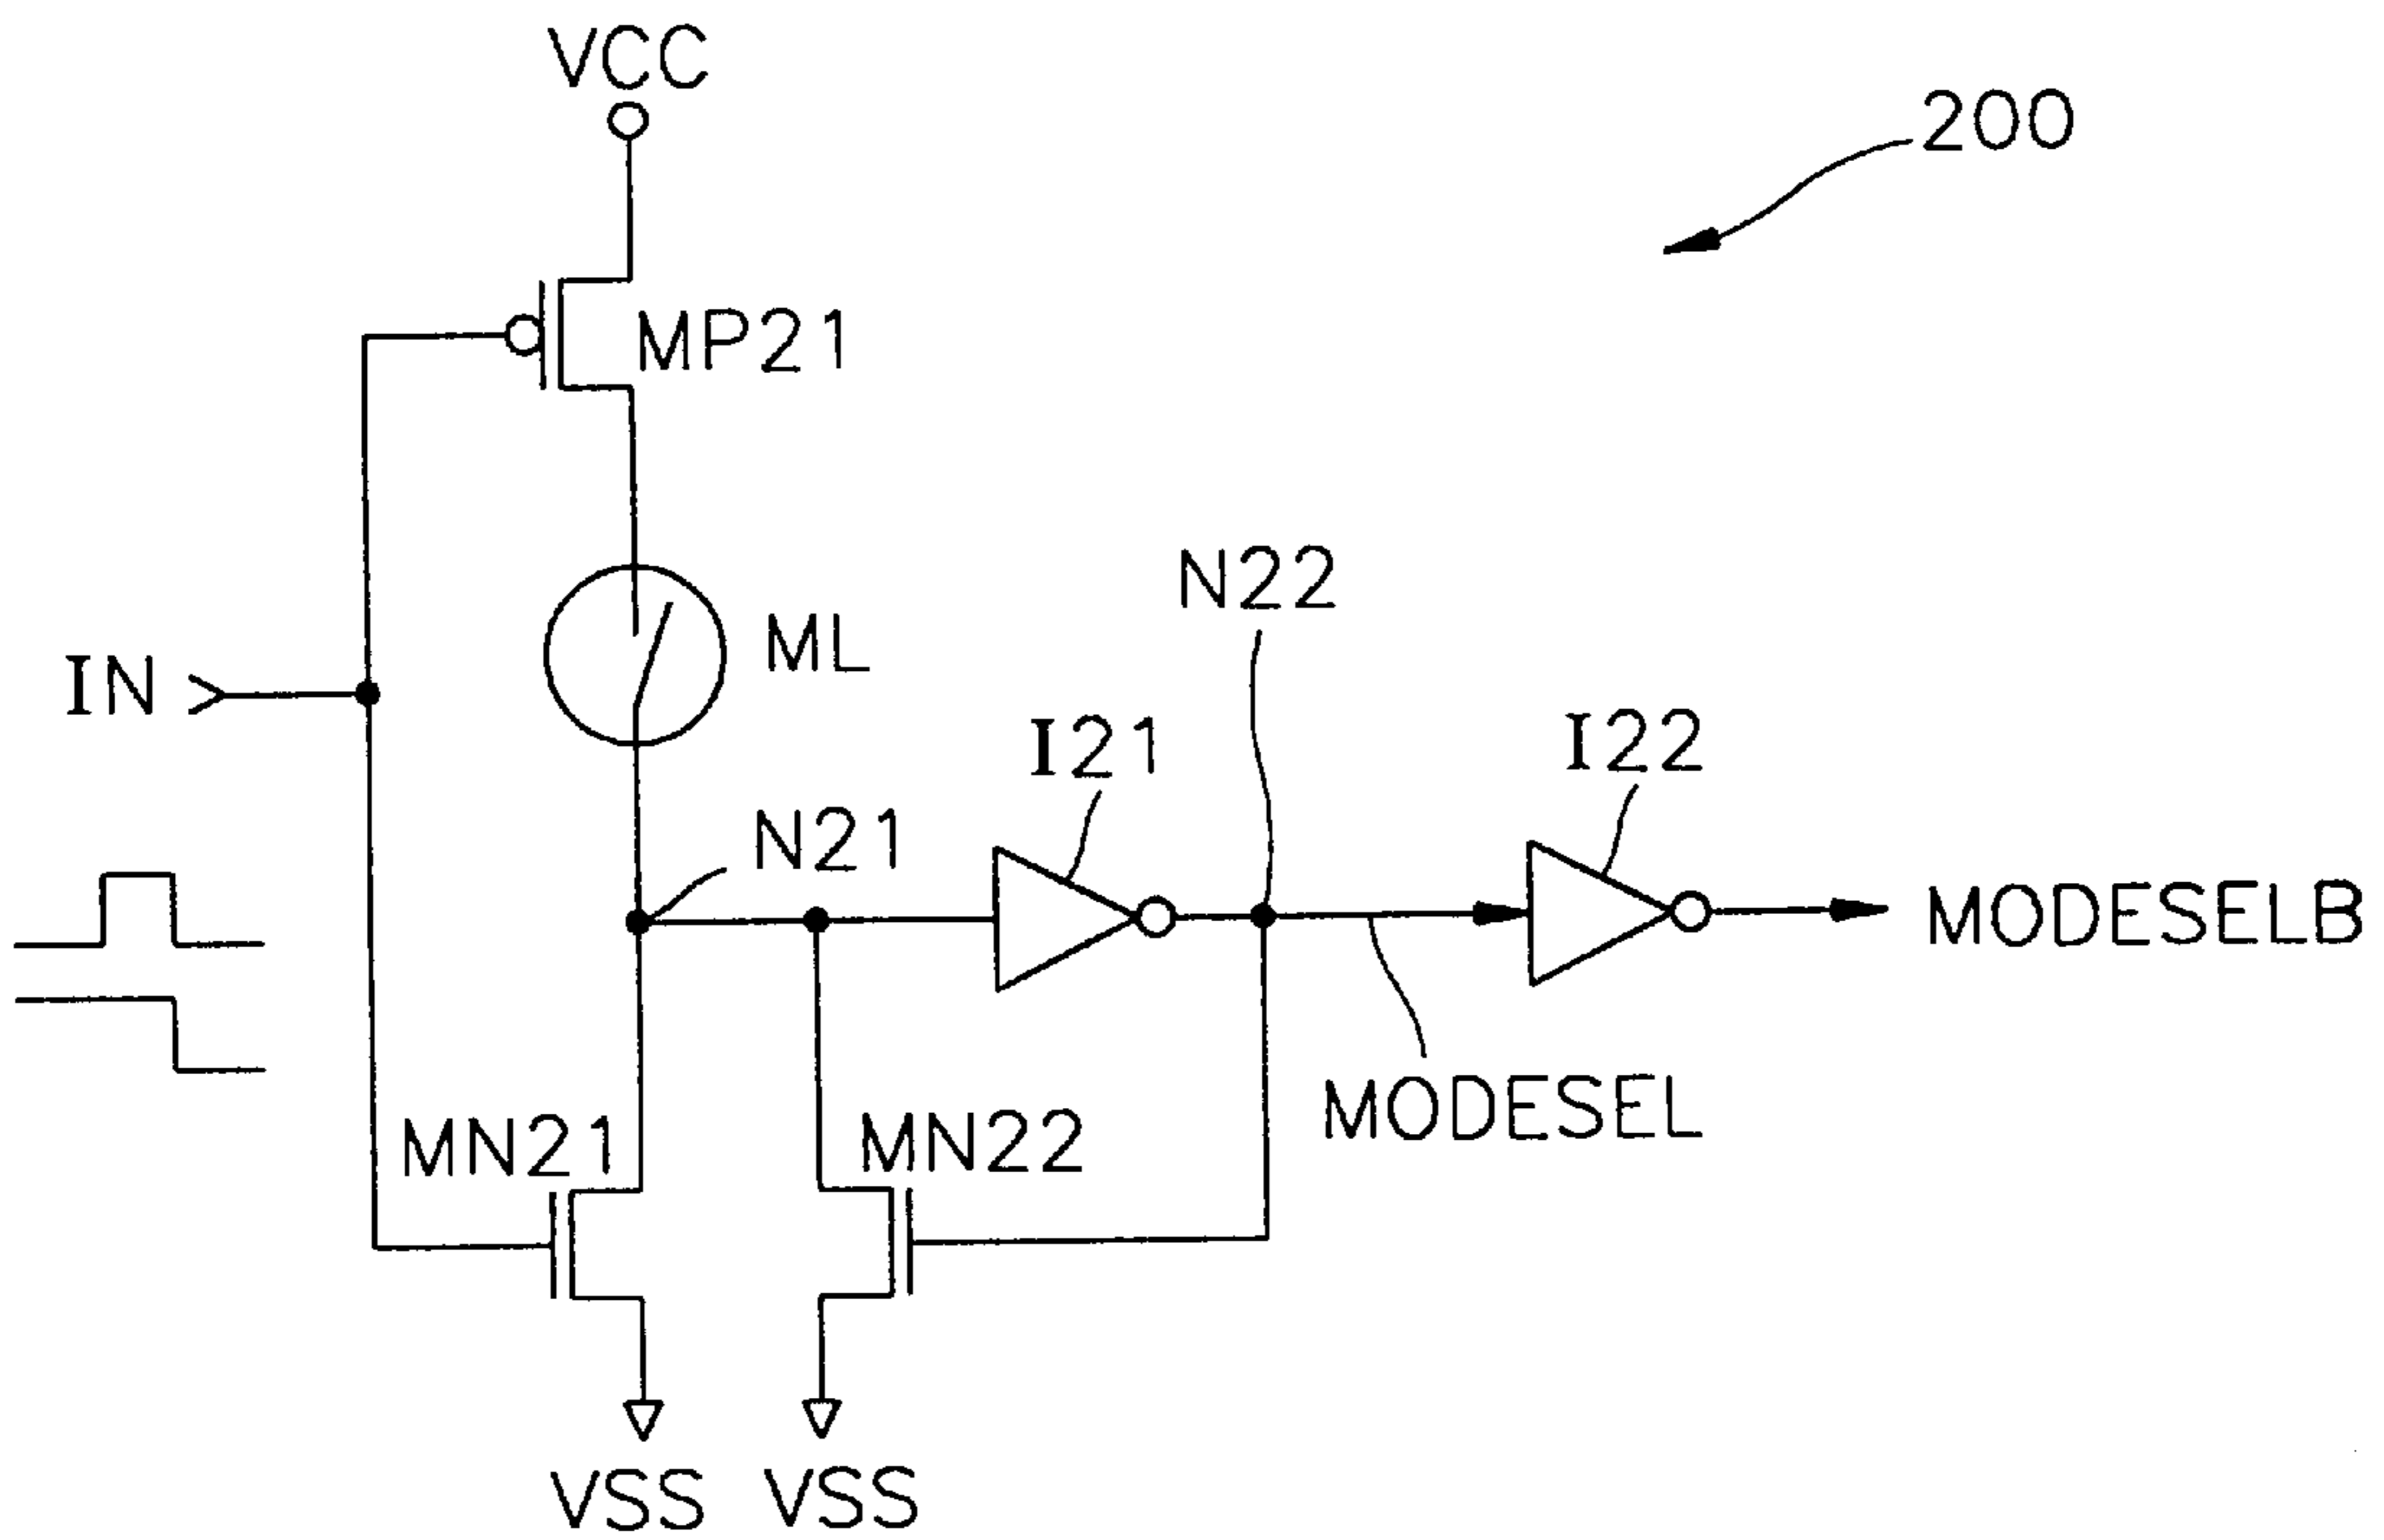 VCC
200
MP21
ML
N22
IN
I21
I22
N21
MODESELB
MODESEL
MN21
MN22
VSS
VSS